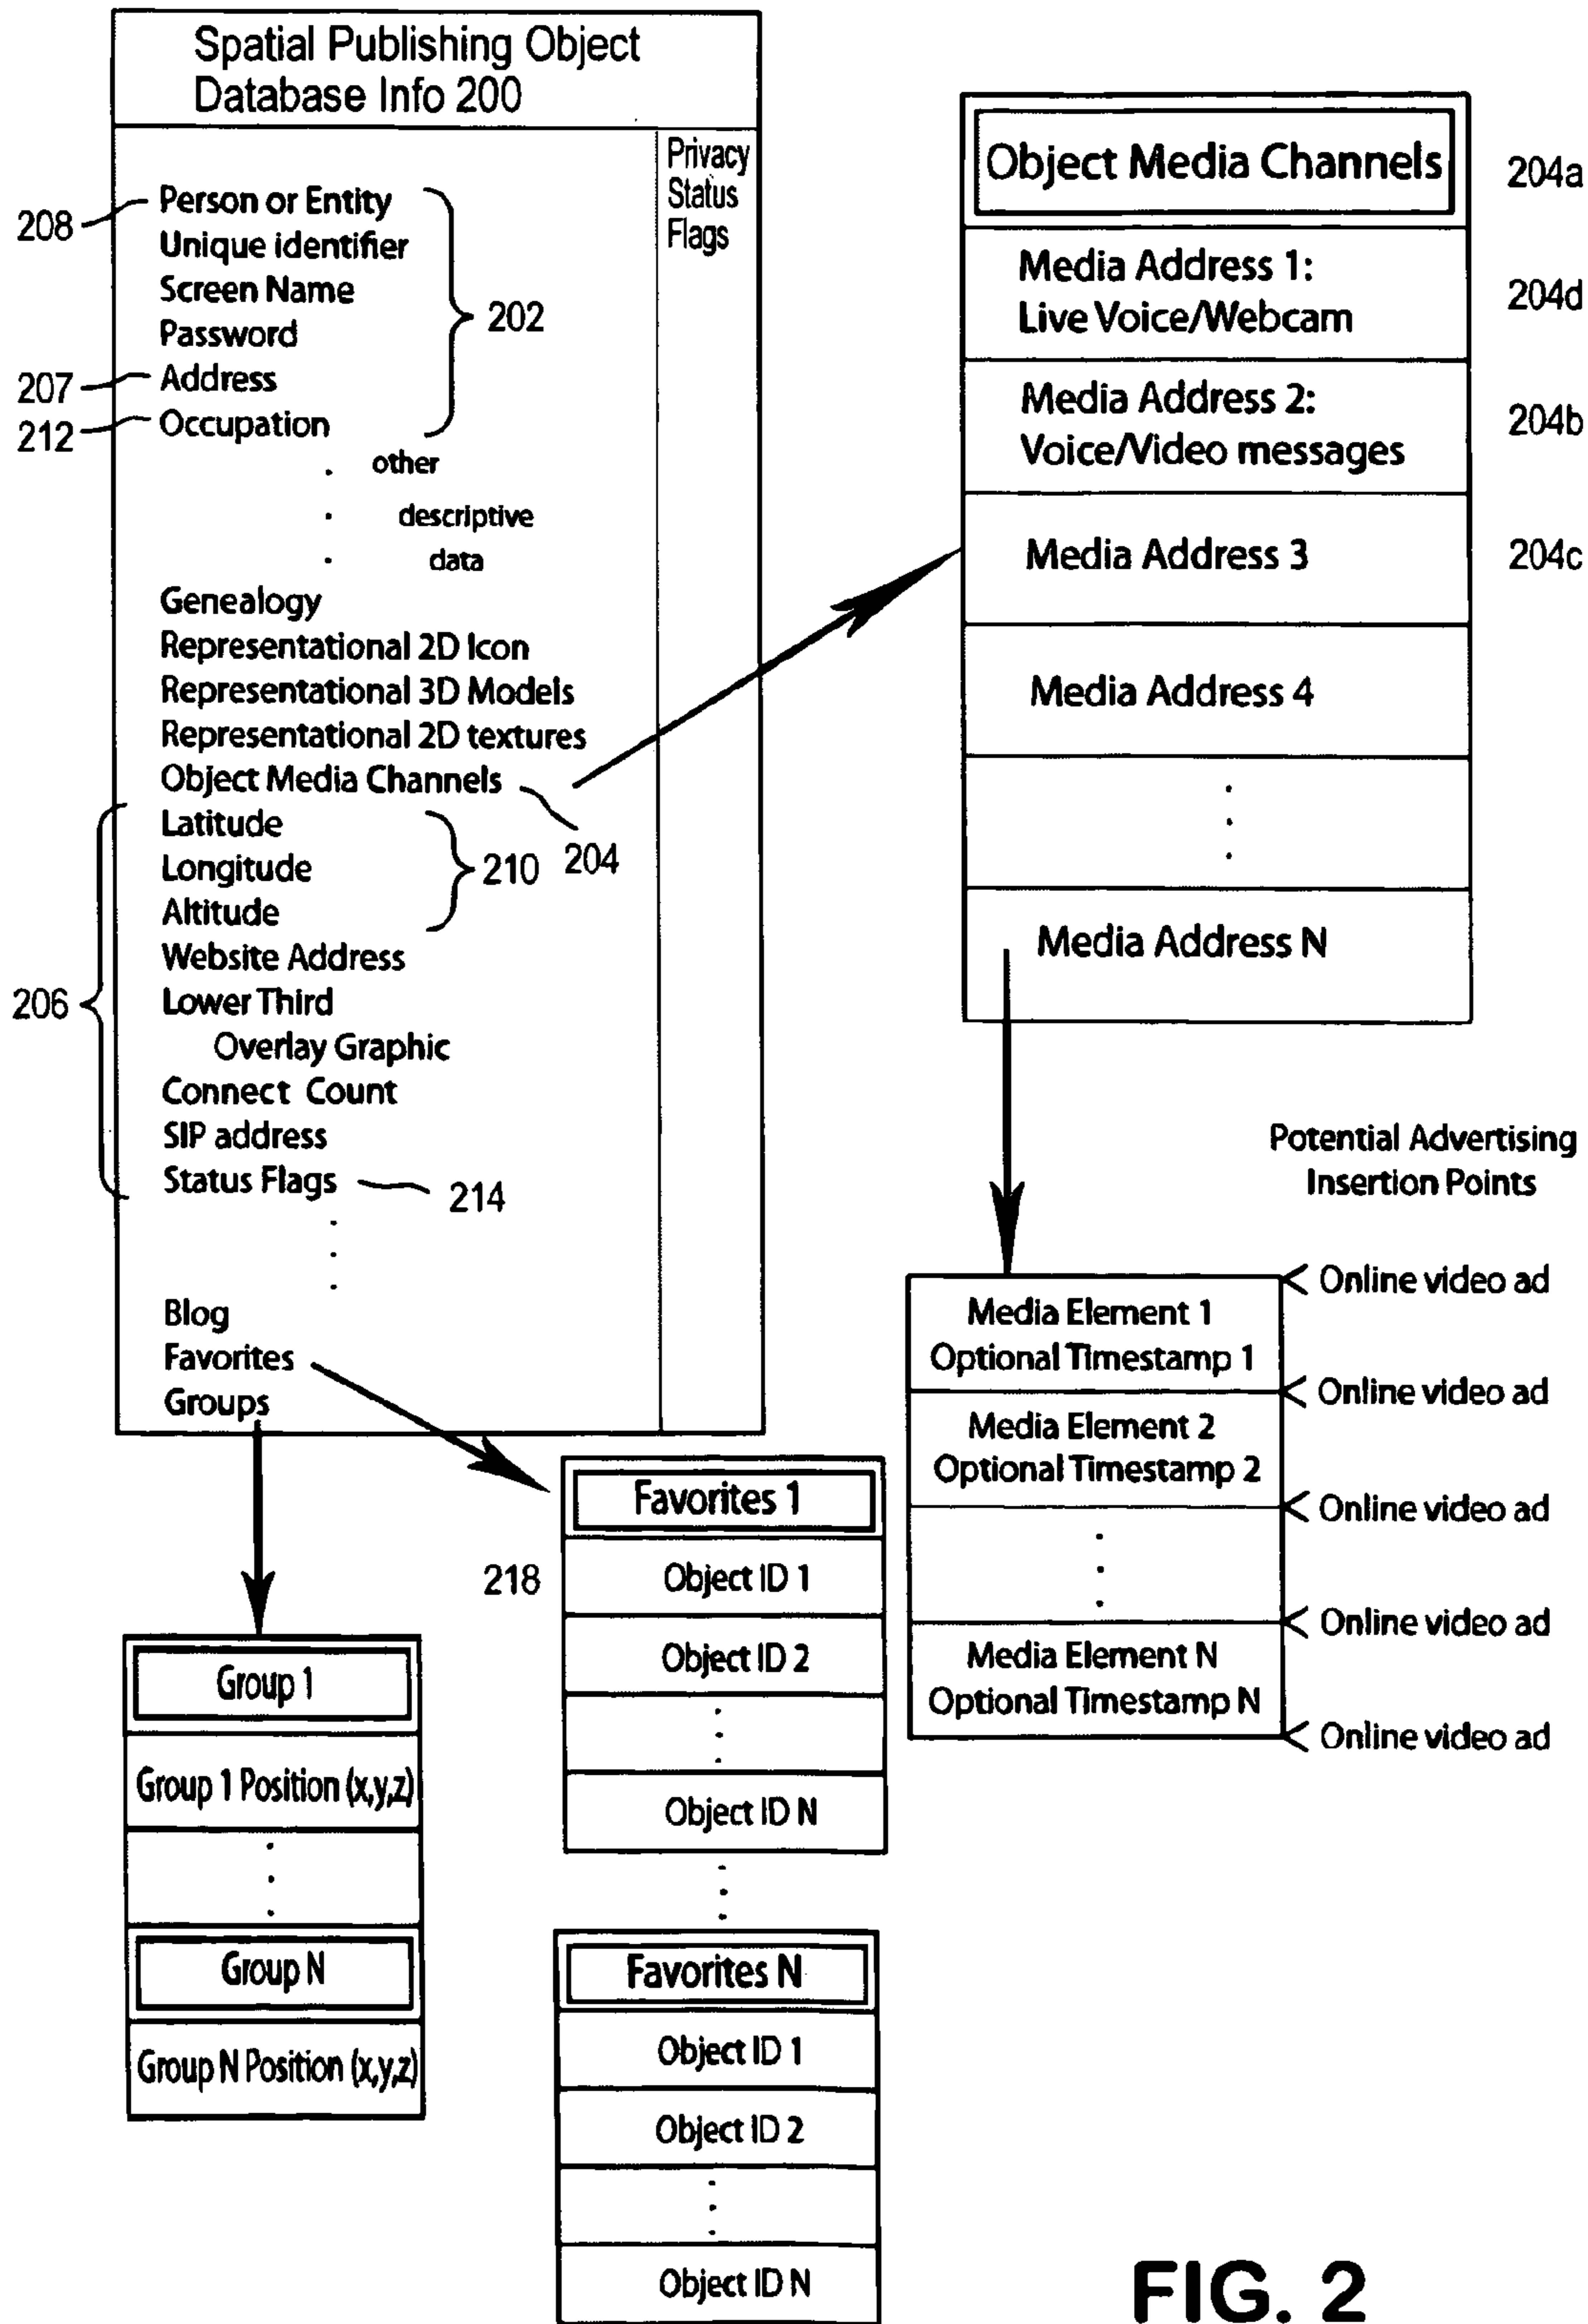 Spatial Publishing Object
Database Info 200
Privacy
Status
Flags
208
Person or Entity
Unique identifier
Screen Name
Password
202
207
Address
212
Occupation
. other
. descriptive
. data
Genealogy
Representational 2D Icon
Representational 3D Models
Representational 2D textures
Object Media Channels
204
206
Latitude
Longitude
Altitude
210
Website Address
Lower Third
Overlay Graphic
Connect Count
SIP address
Status Flags
214
.
.
.
Blog
Favorites
Groups
Object Media Channels
204a
Media Address 1:
Live Voice/Webcam
204d
Media Address 2:
Voice/Video messages
204b
Media Address 3
204c
Media Address 4
.
.
.
Media Address N
Potential Advertising
Insertion Points
Online video ad
Media Element 1
Optional Timestamp 1
Online video ad
Media Element 2
Optional Timestamp 2
Online video ad
.
.
.
Online video ad
Media Element N
Optional Timestamp N
Online video ad
218
Favorites 1
Object ID 1
Object ID 2
.
.
.
Object ID N
.
.
.
Favorites N
Object ID 1
Object ID 2
.
.
.
Object ID N
Group 1
Group 1 Position (x,y,z)
.
.
.
Group N
Group N Position (x,y,z)
FIG. 2